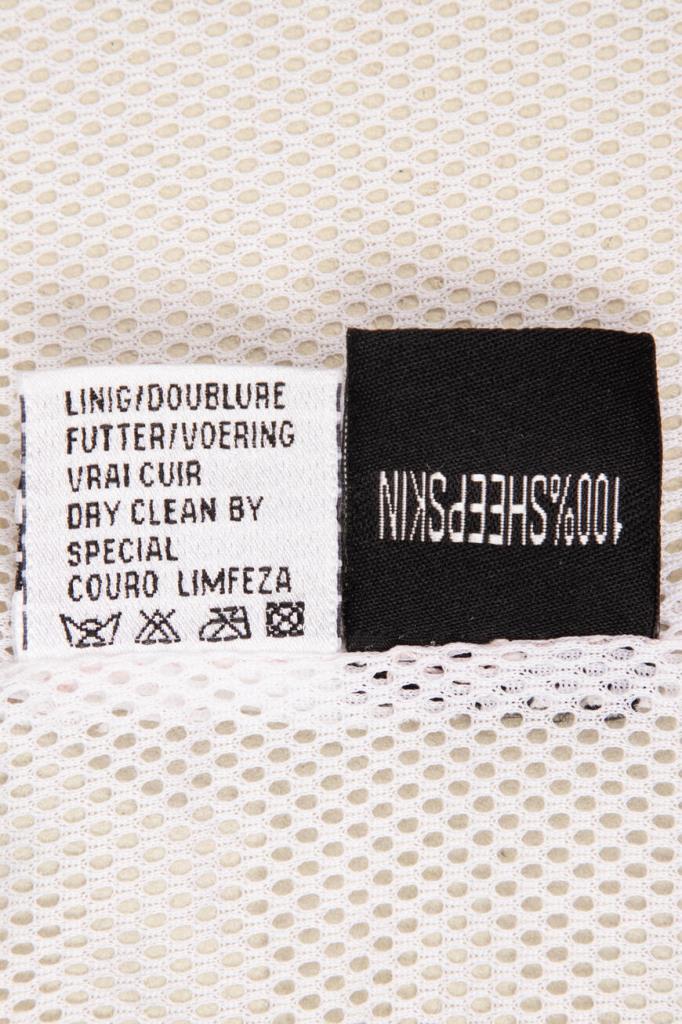 LINIG/DOUBLURE
FUTTER/VOERING
VRAI CUIR
DRY CLEAN BY
SPECIAL
COURO LIMFEZA
100%SHEEPSKIN